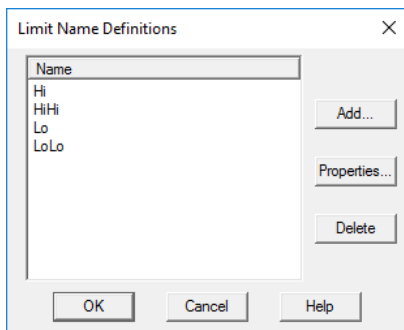 Limit Name Definitions
Name
Hi
HiHi
Lo
LoLo
Add...
Properties...
Delete
OK Cancel Help